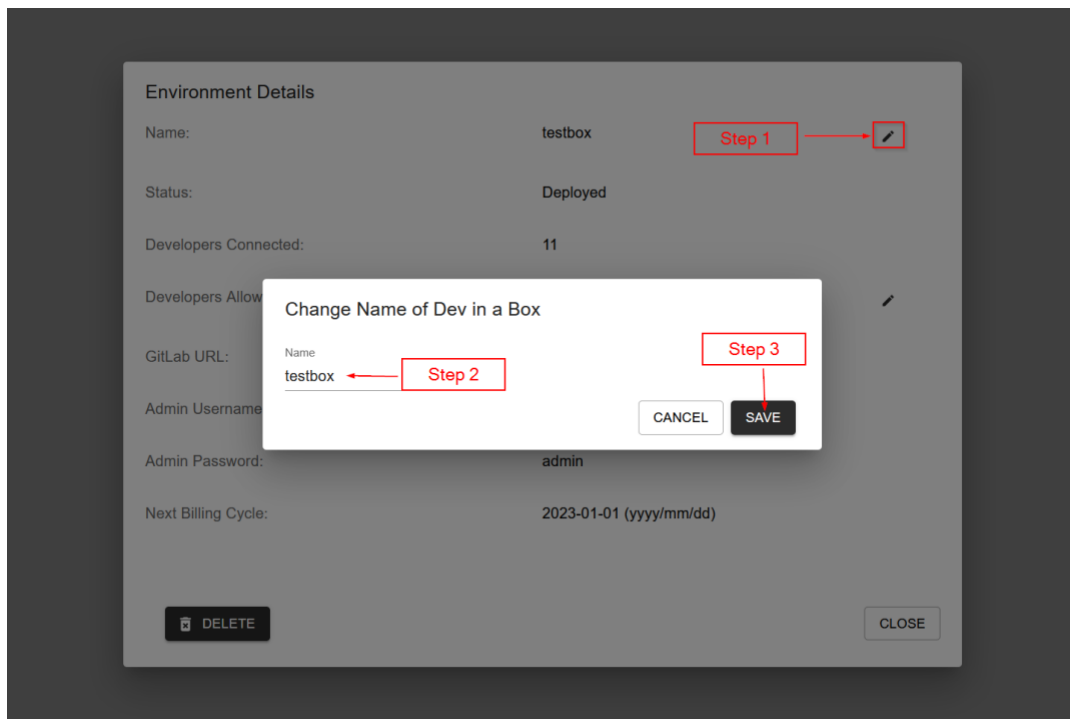 Environment Details
Name: testbox Step 1
Status: Deployed
Developers Connected: 11
Developers Allow
Change Name of Dev in a Box
GitLab URL:
Name
Step 3
testbox Step 2
Admin Username
CANCEL SAVE
Admin Password: admin
Next Billing Cycle: 2023-01-01 (yyyy/mm/dd)
DELETE CLOSE